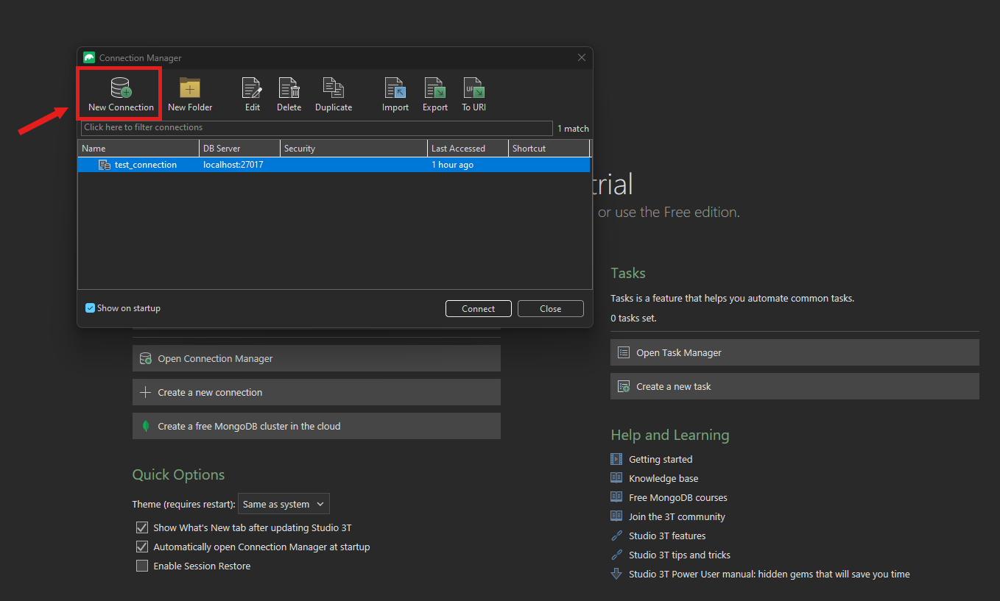 Connection Manager
New Connection New Folder Edit Delete Duplicate Import Export To URI
Click here to filter connections 1 match
Name DB Server Security Last Accessed Shortcut
test_connection localhost:27017 1 hour ago
Show on startup Connect Close
trial
or use the Free edition.
Open Connection Manager
Create a new connection
Create a free MongoDB cluster in the cloud
Quick Options
Theme (requires restart): Same as system
Show What's New tab after updating Studio 3T
Automatically open Connection Manager at startup
Enable Session Restore
Tasks
Tasks is a feature that helps you automate common tasks.
0 tasks set.
Open Task Manager
Create a new task
Help and Learning
Getting started
Knowledge base
Free MongoDB courses
Join the 3T community
Studio 3T features
Studio 3T tips and tricks
Studio 3T Power User manual: hidden gems that will save you time